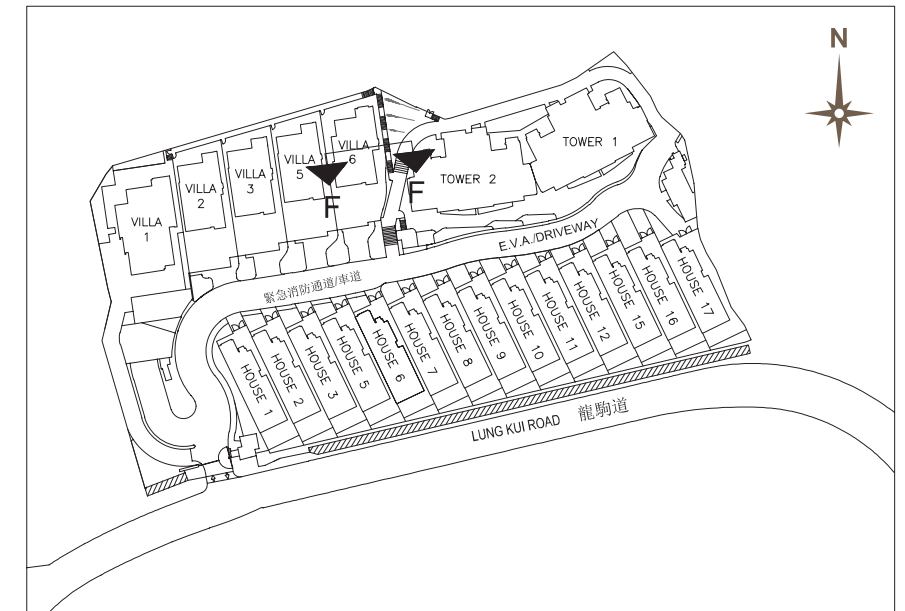 N
TOWER 1
TOWER 2
VILLA
6
VILLA
5
VILLA
3
VILLA
2
VILLA
1
F
F
E.V.A./DRIVEWAY
緊急消防通道/車道
HOUSE 1
HOUSE 2
HOUSE 3
HOUSE 5
HOUSE 6
HOUSE 7
HOUSE 8
HOUSE 9
HOUSE 10
HOUSE 11
HOUSE 12
HOUSE 15
HOUSE 16
HOUSE 17
LUNG KUI ROAD 龍駒道